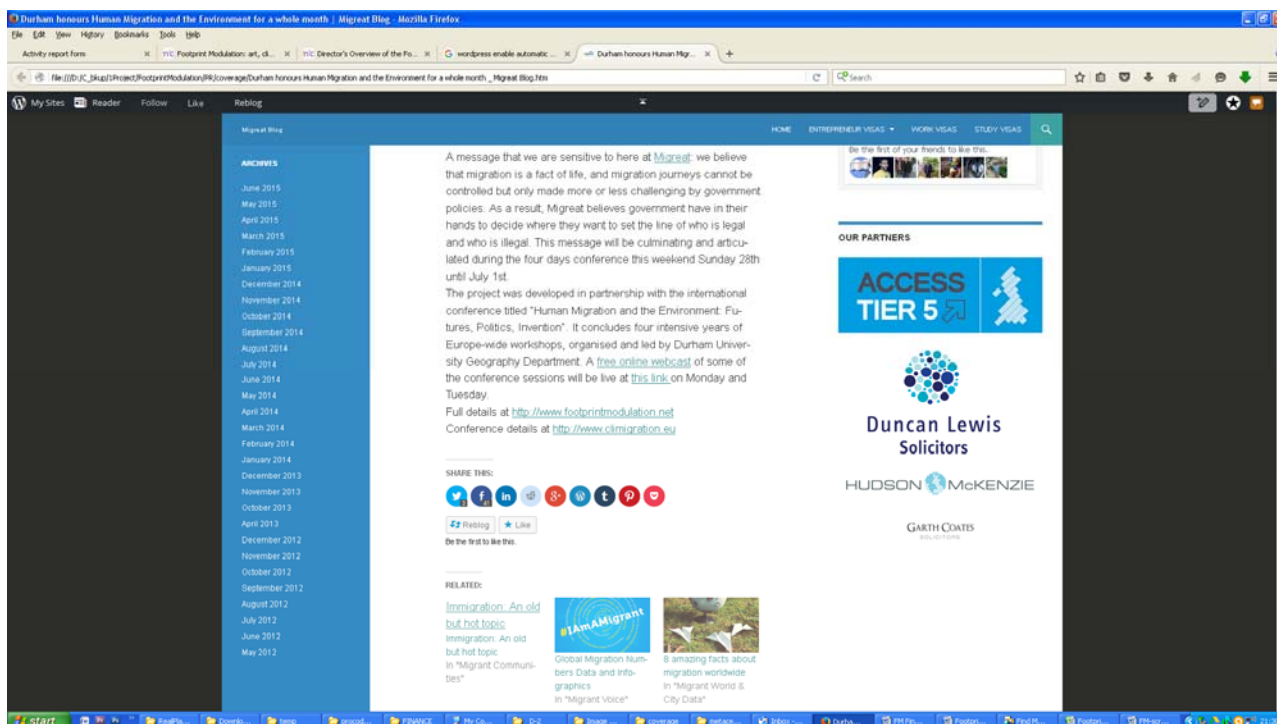 Durham honours Human Migration and the Environment for a whole month | Migreat Blog - Mozilla Firefox
File Edit View History Bookmarks Tools Help
Activity report form
Footprint Modulation: art, cli...
Director's Overview of the Fo...
wordpress enable automatic ...
Durham honours Human Migr...
file:///D:/C_bkup/1Project/FootprintModulation/PR/coverage/Durham honours Human Migration and the Environment for a whole month _ Migreat Blog.htm
Search
My Sites Reader Follow Like Reblog
Migreat Blog
HOME ENTREPRENEUR VISAS WORK VISAS STUDY VISAS
ARCHIVES
June 2015
May 2015
April 2015
March 2015
February 2015
January 2015
December 2014
November 2014
October 2014
September 2014
August 2014
July 2014
June 2014
May 2014
April 2014
March 2014
February 2014
January 2014
December 2013
November 2013
October 2013
April 2013
December 2012
November 2012
October 2012
September 2012
August 2012
July 2012
June 2012
May 2012
A message that we are sensitive to here at Migreat: we believe
that migration is a fact of life, and migration journeys cannot be
controlled but only made more or less challenging by government
policies. As a result, Migreat believes government have in their
hands to decide where they want to set the line of who is legal
and who is illegal. This message will be culminating and articu-
lated during the four days conference this weekend Sunday 28th
until July 1st.
The project was developed in partnership with the international
conference titled "Human Migration and the Environment: Fu-
tures, Politics, Invention". It concludes four intensive years of
Europe-wide workshops, organised and led by Durham Univer-
sity Geography Department. A free online webcast of some of
the conference sessions will be live at this link on Monday and
Tuesday.
Full details at http://www.footprintmodulation.net
Conference details at http://www.climigration.eu
SHARE THIS:
Reblog Like
Be the first to like this.
RELATED:
Immigration: An old
but hot topic
Immigration: An old
but hot topic
In "Migrant Communi-
ties"
#IAmAMigrant
Global Migration Num-
bers Data and Info-
graphics
In "Migrant Voice"
8 amazing facts about
migration worldwide
In "Migrant World &
City Data"
Be the first of your friends to like this.
OUR PARTNERS
ACCESS
TIER 5
Duncan Lewis
Solicitors
HUDSON McKENZIE
GARTH COATES
SOLICITORS
start
RealPla...
Downlo...
temp
procod...
FINANCE
My Co...
D-2
Image ...
coverage
metace...
Inbox -...
Durha...
FM Fin...
Footpri...
Find M...
Footpri...